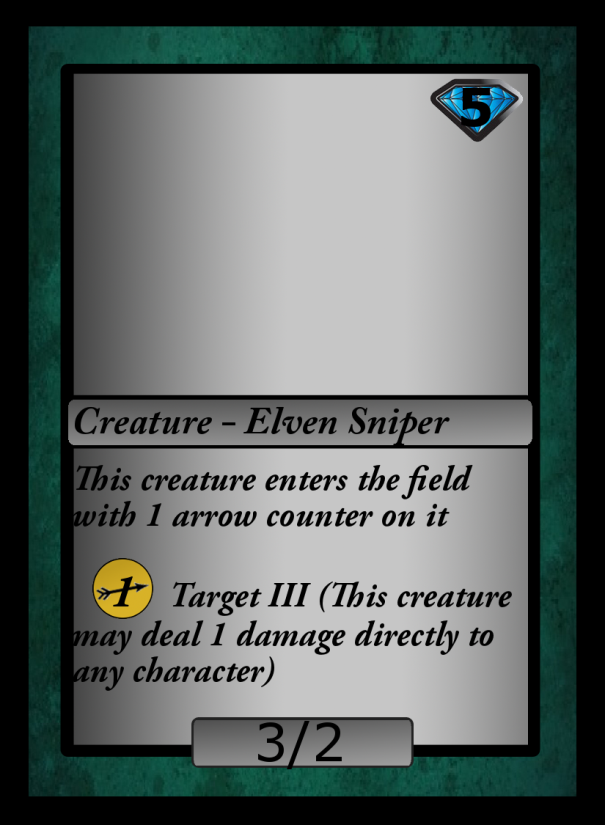 5
Creature - Elven Sniper
This creature enters the field
with 1 arrow counter on it
1 Target III (This creature
may deal 1 damage directly to
any character)
3/2